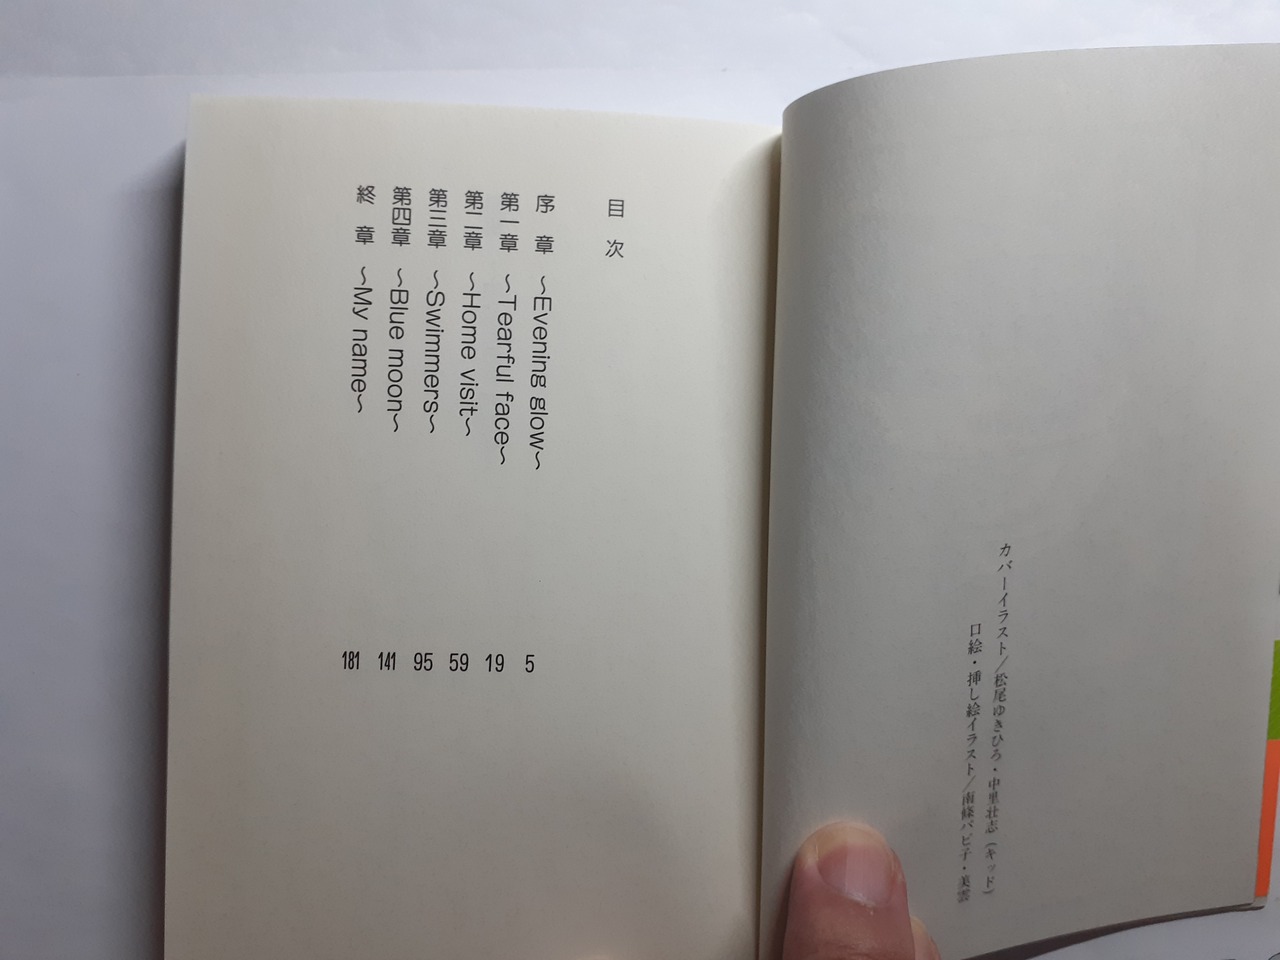 カバーイラスト/松尾ゆきひろ・中里壮志(キッド)
口絵・挿し絵イラスト/南條パピ子・美雲
目次
序 章 ~Evening glow~ 5
第一章 ~Tearful face~ 19
第二章 ~Home visit~ 59
第三章 ~Swimmers~ 95
第四章 ~Blue moon~ 141
終 章 ~My name~ 181